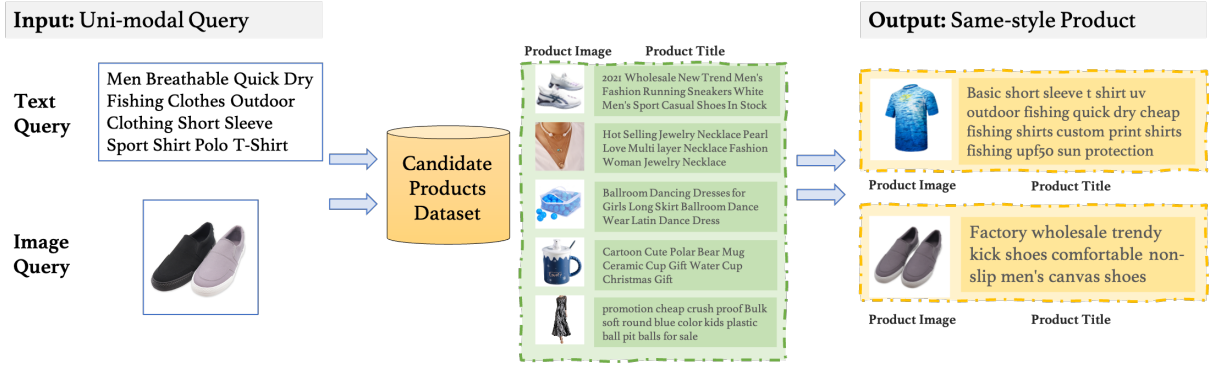 Input: Uni-modal Query
Output: Same-style Product
Text
Query
Men Breathable Quick Dry
Fishing Clothes Outdoor
Clothing Short Sleeve
Sport Shirt Polo T-Shirt
Image
Query
Candidate
Products
Dataset
Product Image
Product Title
2021 Wholesale New Trend Men's
Fashion Running Sneakers White
Men's Sport Casual Shoes In Stock
Hot Selling Jewelry Necklace Pearl
Love Multi layer Necklace Fashion
Woman Jewelry Necklace
Ballroom Dancing Dresses for
Girls Long Skirt Ballroom Dance
Wear Latin Dance Dress
Cartoon Cute Polar Bear Mug
Ceramic Cup Gift Water Cup
Christmas Gift
promotion cheap crush proof Bulk
soft round blue color kids plastic
ball pit balls for sale
Basic short sleeve t shirt uv
outdoor fishing quick dry cheap
fishing shirts custom print shirts
fishing upf50 sun protection
Product Image
Product Title
Factory wholesale trendy
kick shoes comfortable non-
slip men's canvas shoes
Product Image
Product Title